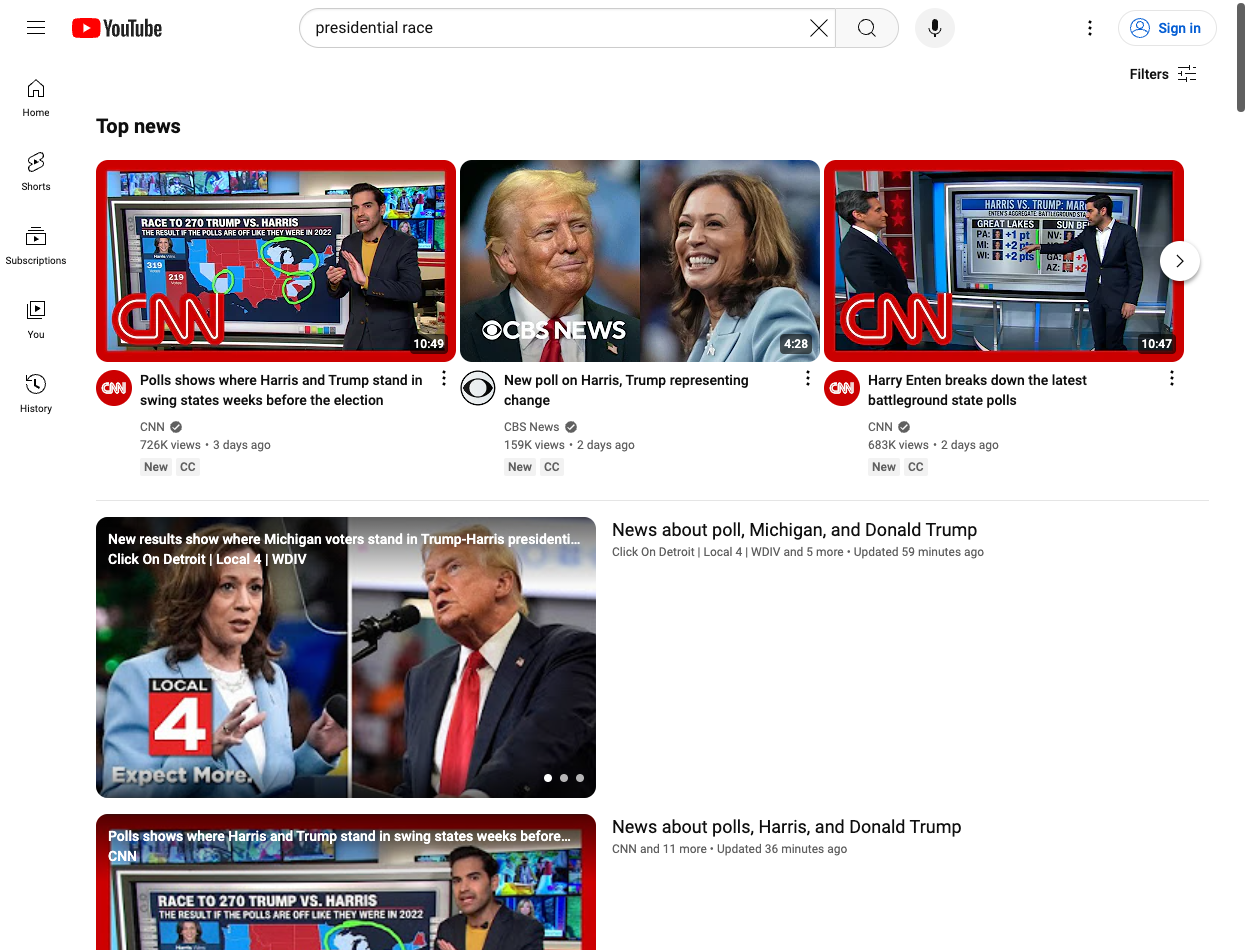 YouTube
presidential race
Sign in
Filters
Home
Shorts
Subscriptions
You
History
Top news
RACE TO 270 TRUMP VS. HARRIS
THE RESULT IF THE POLLS ARE OFF LIKE THEY WERE IN 2022
Harris Wins
319
Votes
219
Votes
CNN
10:49
CBS NEWS
4:28
HARRIS VS. TRUMP:
ENTEN'S AGGREGATE:
GREAT LAKES
PA: +1 pt
NV:
MI: +2 pts
WI: +2 pts
GA: +1
AZ: +2
CNN
10:47
CNN
Polls shows where Harris and Trump stand in
swing states weeks before the election
CNN
726K views • 3 days ago
New CC
New poll on Harris, Trump representing
change
CBS News
159K views • 2 days ago
New CC
CNN
Harry Enten breaks down the latest
battleground state polls
CNN
683K views • 2 days ago
New CC
New results show where Michigan voters stand in Trump-Harris presidenti...
Click On Detroit | Local 4 | WDIV
LOCAL
4
Expect More.
News about poll, Michigan, and Donald Trump
Click On Detroit | Local 4 | WDIV and 5 more • Updated 59 minutes ago
Polls shows where Harris and Trump stand in swing states weeks before...
CNN
RACE TO 270 TRUMP VS. HARRIS
THE RESULT IF THE POLLS ARE OFF LIKE THEY WERE IN 2022
News about polls, Harris, and Donald Trump
CNN and 11 more • Updated 36 minutes ago